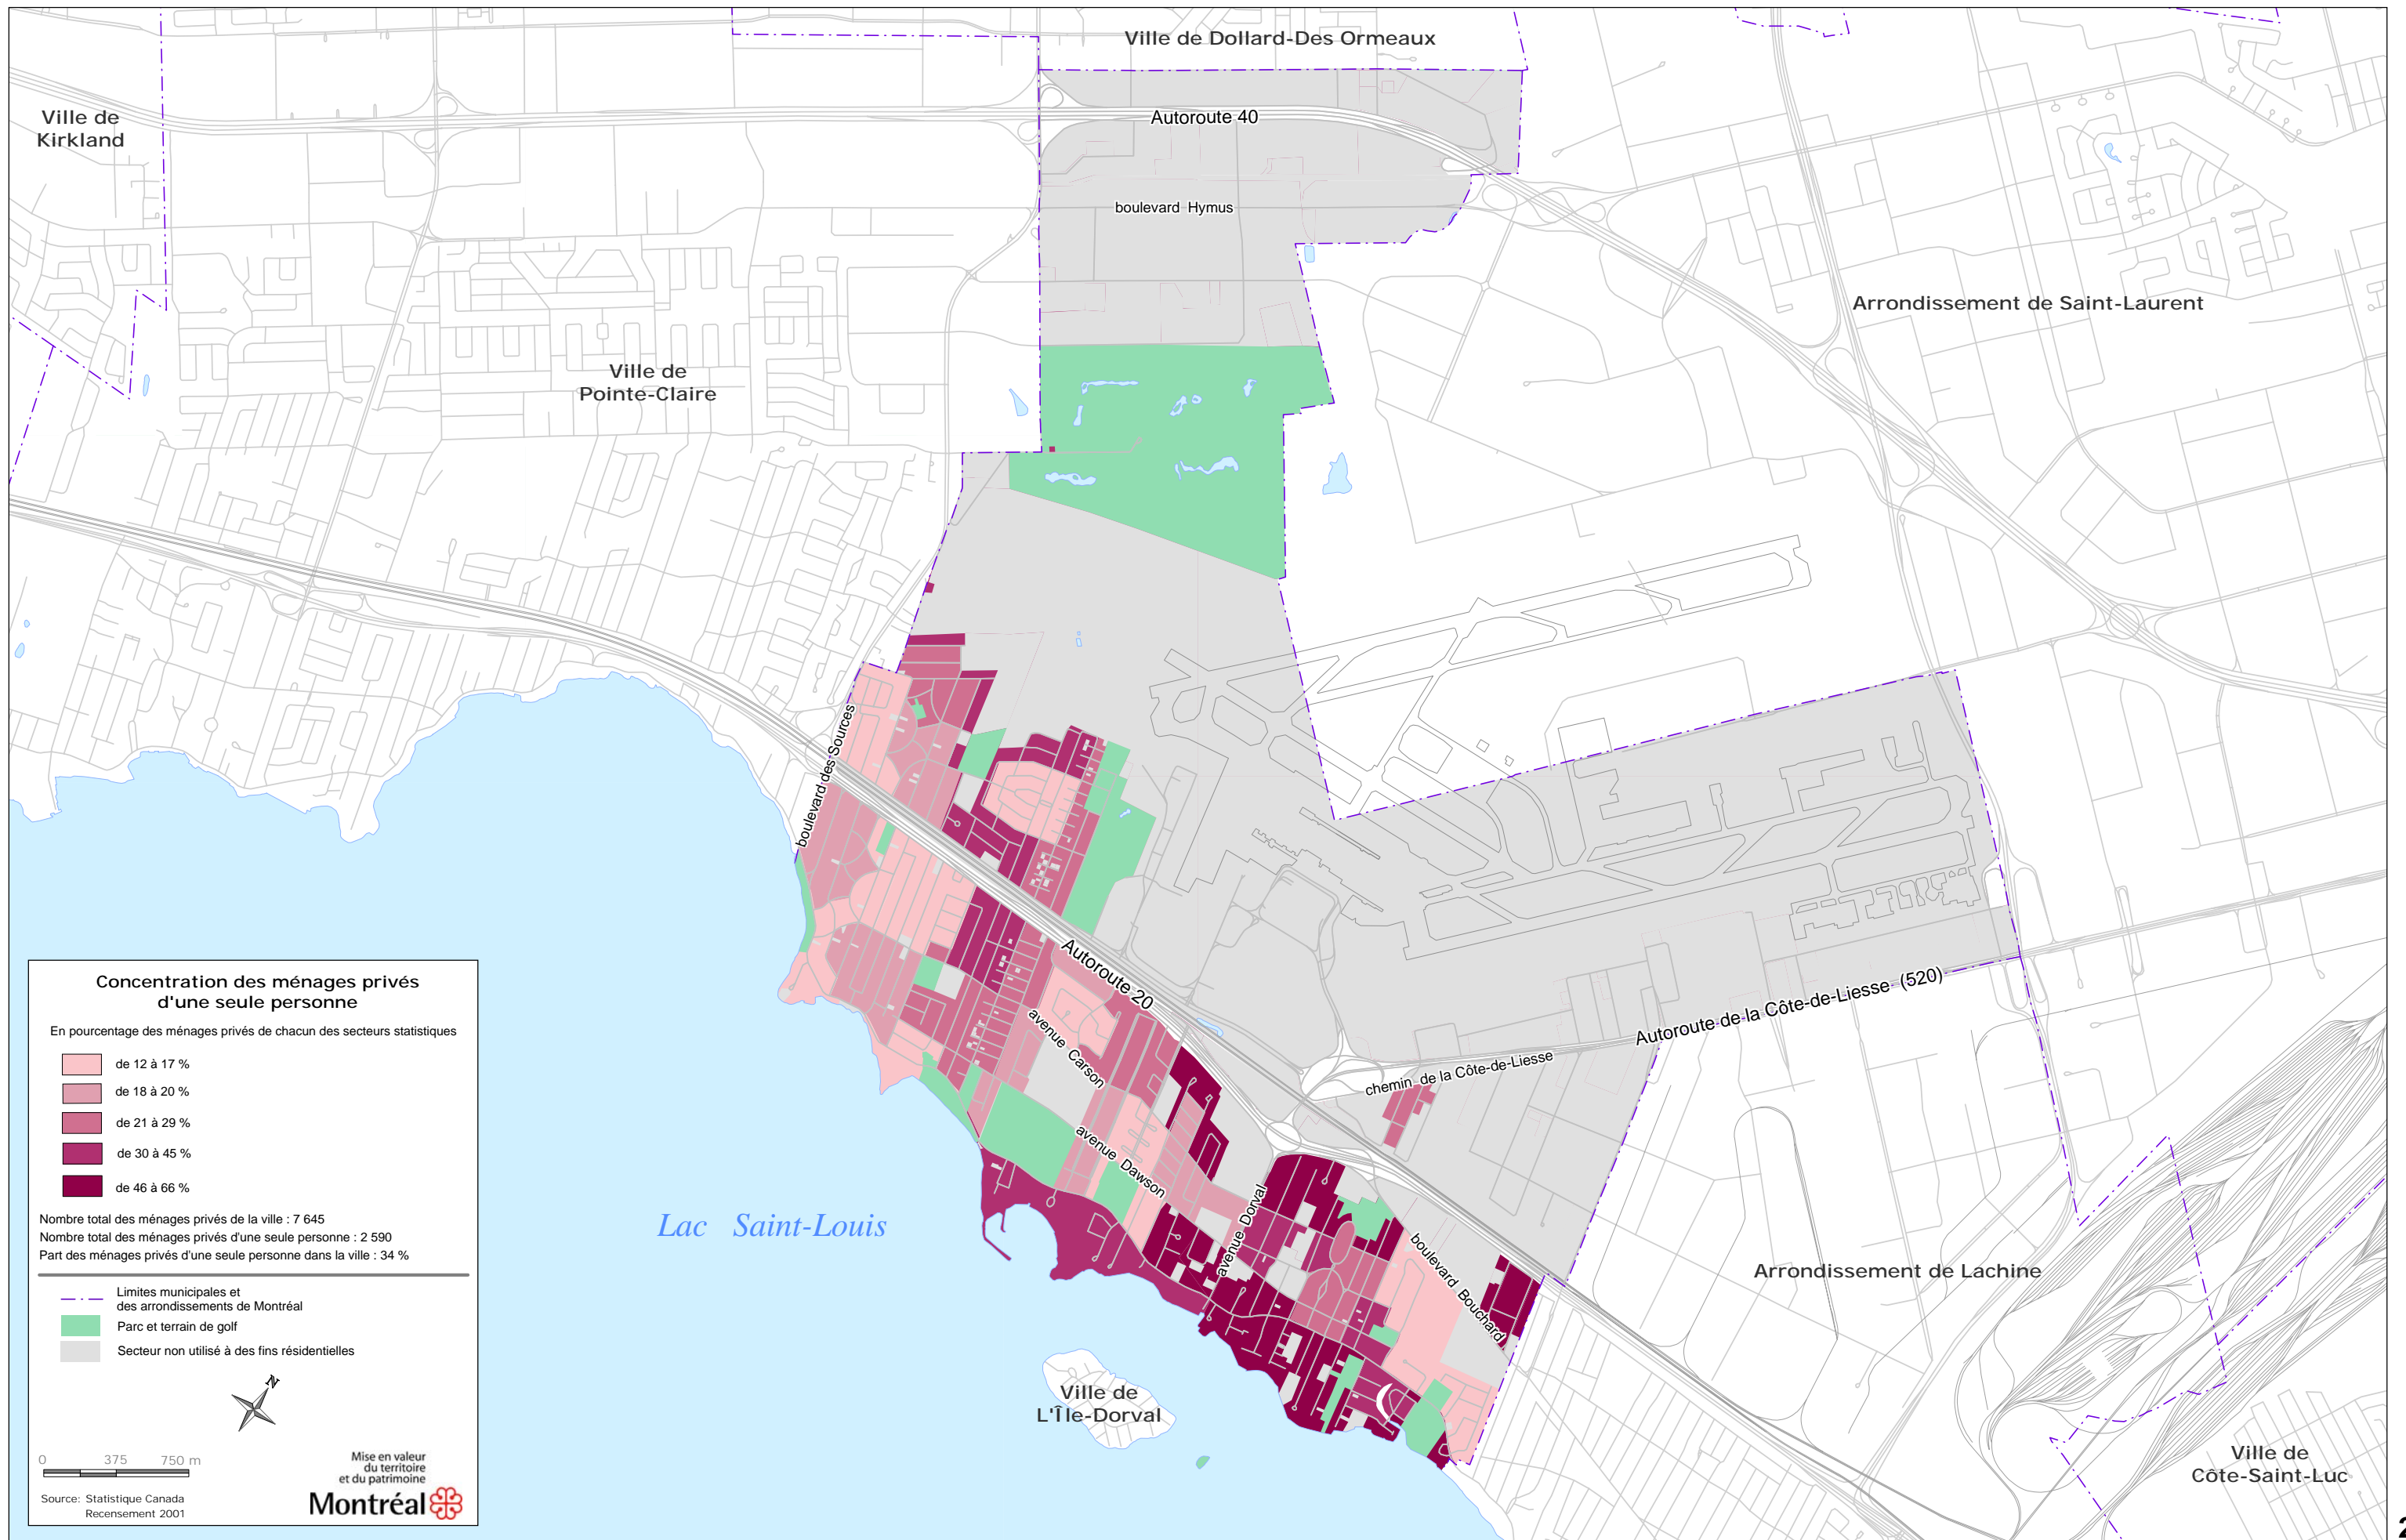 Ville de Dollard-Des Ormeaux
Ville de
Kirkland
Autoroute 40
boulevard Hymus
Arrondissement de Saint-Laurent
Ville de
Pointe-Claire
boulevard des Sources
Autoroute 20
avenue Carson
avenue Dawson
avenue Dorval
boulevard Bouchard
chemin de la Côte-de-Liesse
Autoroute de la Côte-de-Liesse (520)
Arrondissement de Lachine
Lac Saint-Louis
Ville de
L'Île-Dorval
Ville de
Côte-Saint-Luc
Concentration des ménages privés
d'une seule personne
En pourcentage des ménages privés de chacun des secteurs statistiques
de 12 à 17 %
de 18 à 20 %
de 21 à 29 %
de 30 à 45 %
de 46 à 66 %
Nombre total des ménages privés de la ville : 7 645
Nombre total des ménages privés d'une seule personne : 2 590
Part des ménages privés d'une seule personne dans la ville : 34 %
Limites municipales et
des arrondissements de Montréal
Parc et terrain de golf
Secteur non utilisé à des fins résidentielles
N
0 375 750 m
Mise en valeur
du territoire
et du patrimoine
Montréal
Source: Statistique Canada
Recensement 2001